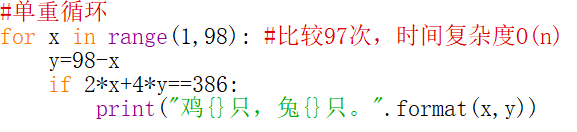 #单重循环
for x in range(1,98): #比较97次，时间复杂度O(n)
    y=98-x
    if 2*x+4*y==386:
        print("鸡{}只，兔{}只。".format(x,y))